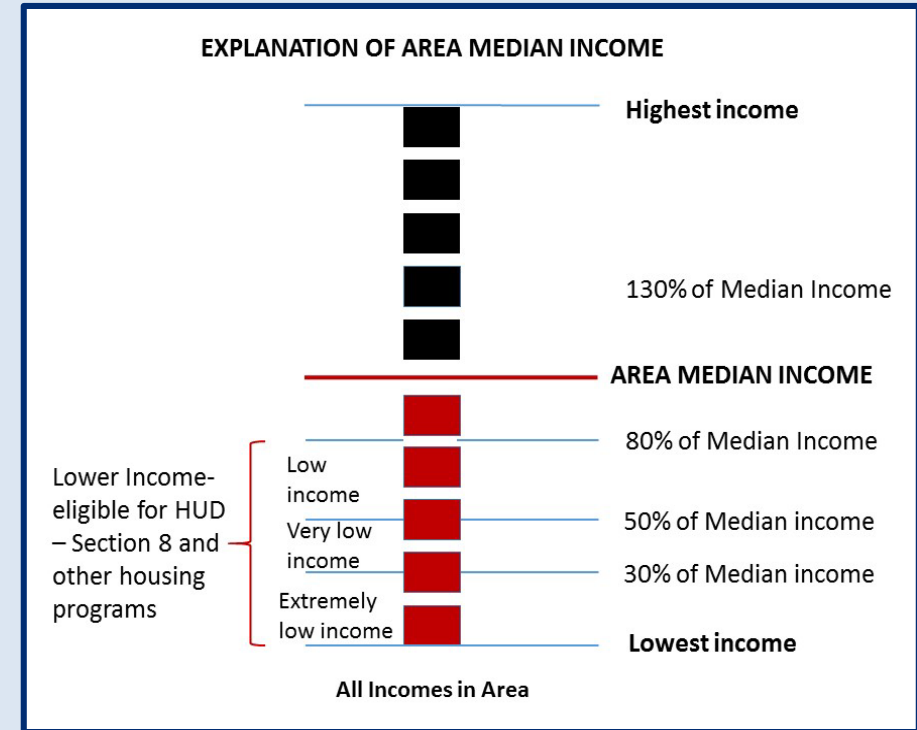 EXPLANATION OF AREA MEDIAN INCOME
Highest income
130% of Median Income
AREA MEDIAN INCOME
80% of Median Income
Lower Income-
eligible for HUD
– Section 8 and
other housing
programs
Low
income
Very low
income
Extremely
low income
50% of Median income
30% of Median income
Lowest income
All Incomes in Area